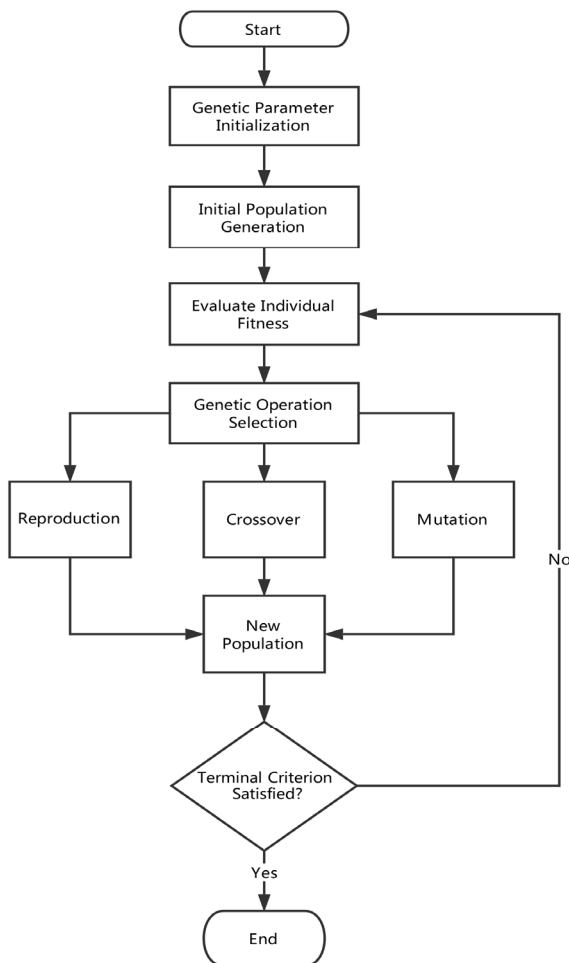 Start
Genetic Parameter
Initialization
Initial Population
Generation
Evaluate Individual
Fitness
Genetic Operation
Selection
Reproduction
Crossover
Mutation
No
New
Population
Terminal Criterion
Satisfied?
Yes
End